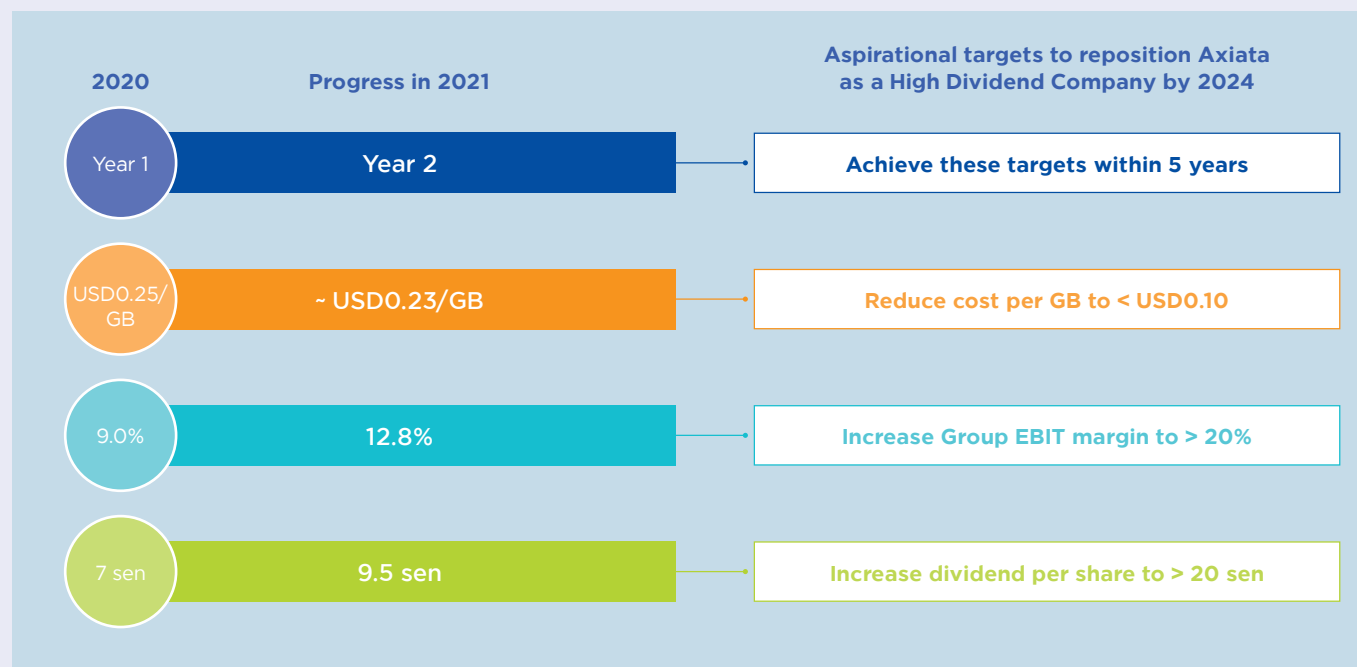 2020
Progress in 2021
Aspirational targets to reposition Axiata
as a High Dividend Company by 2024
Year 1
Year 2
Achieve these targets within 5 years
USD0.25/
GB
~ USD0.23/GB
Reduce cost per GB to < USD0.10
9.0%
12.8%
Increase Group EBIT margin to > 20%
7 sen
9.5 sen
Increase dividend per share to > 20 sen